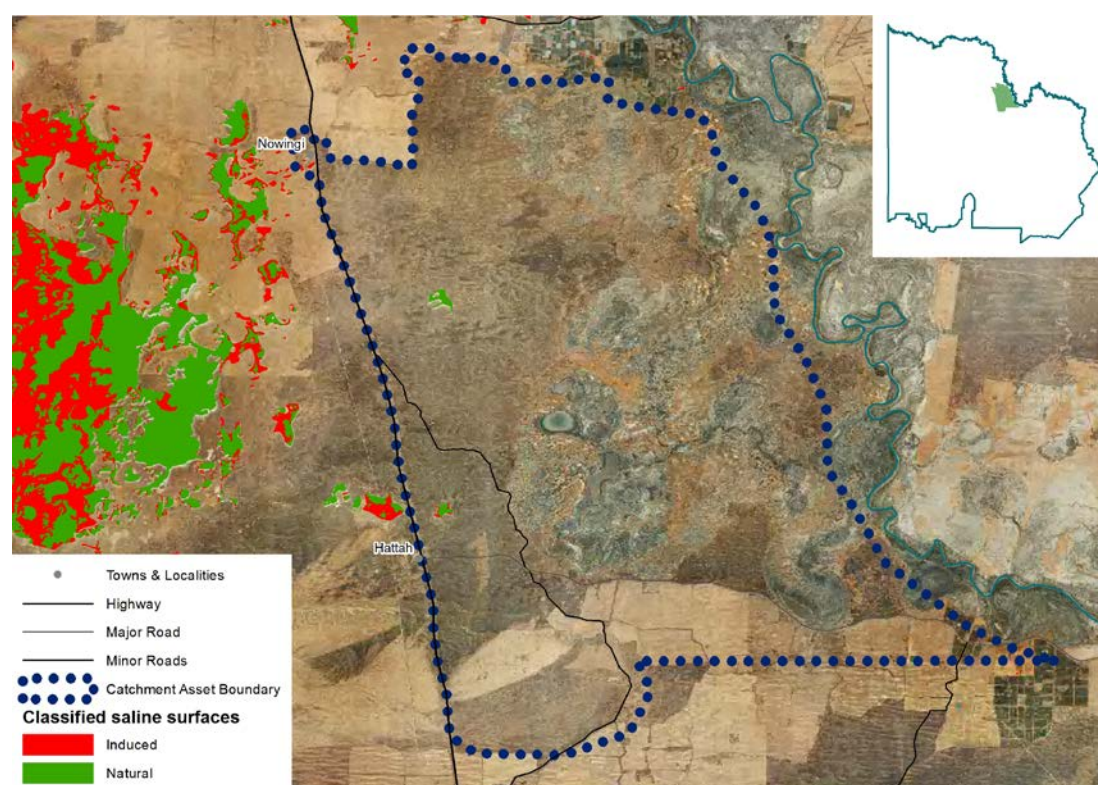 Nowingi
Hattah
Towns & Localities
Highway
Major Road
Minor Roads
Catchment Asset Boundary
Classified saline surfaces
Induced
Natural